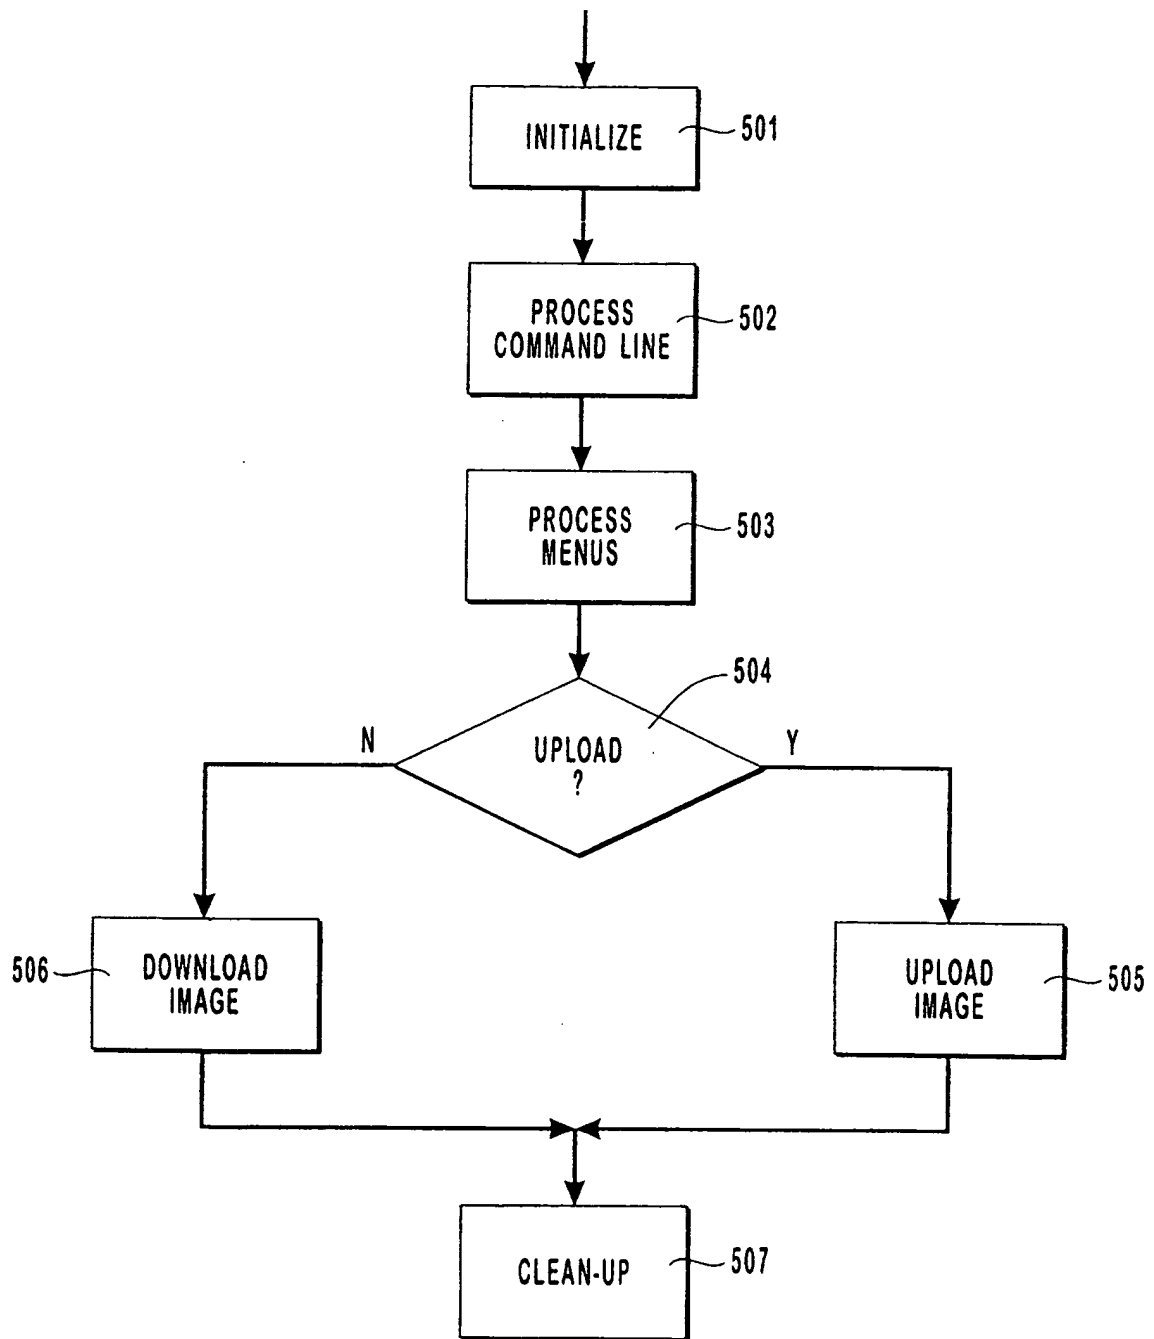 INITIALIZE
501
PROCESS
COMMAND LINE
502
PROCESS
MENUS
503
504
N
UPLOAD
?
Y
506
DOWNLOAD
IMAGE
UPLOAD
IMAGE
505
CLEAN-UP
507